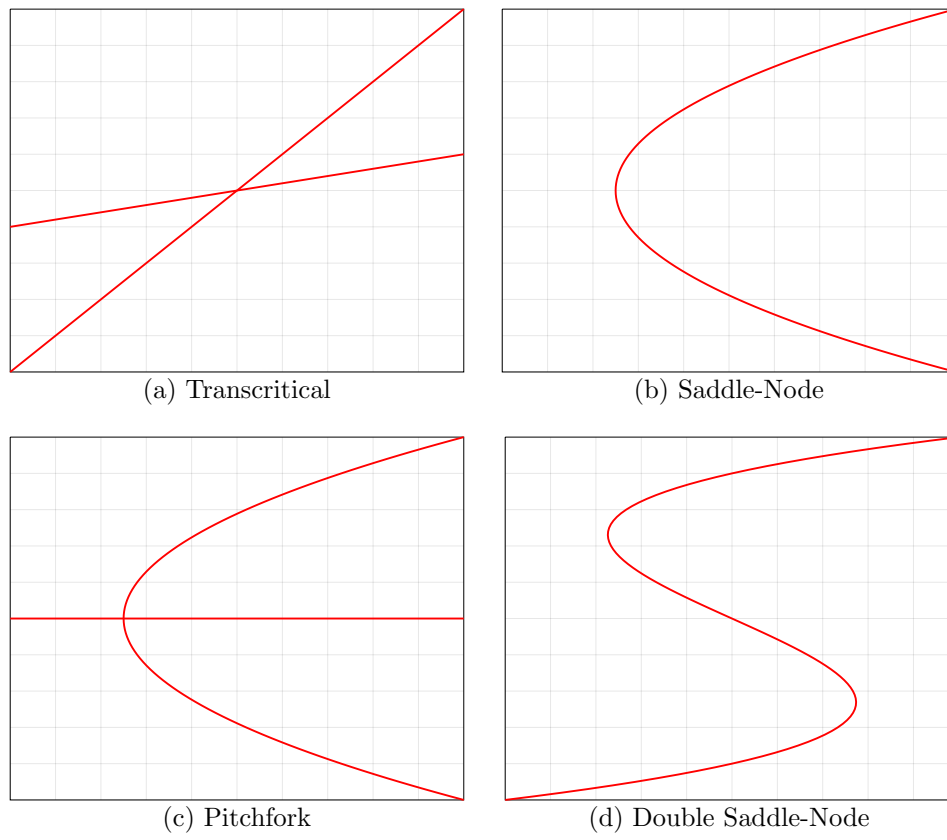 (a) Transcritical
(b) Saddle-Node
(c) Pitchfork
(d) Double Saddle-Node